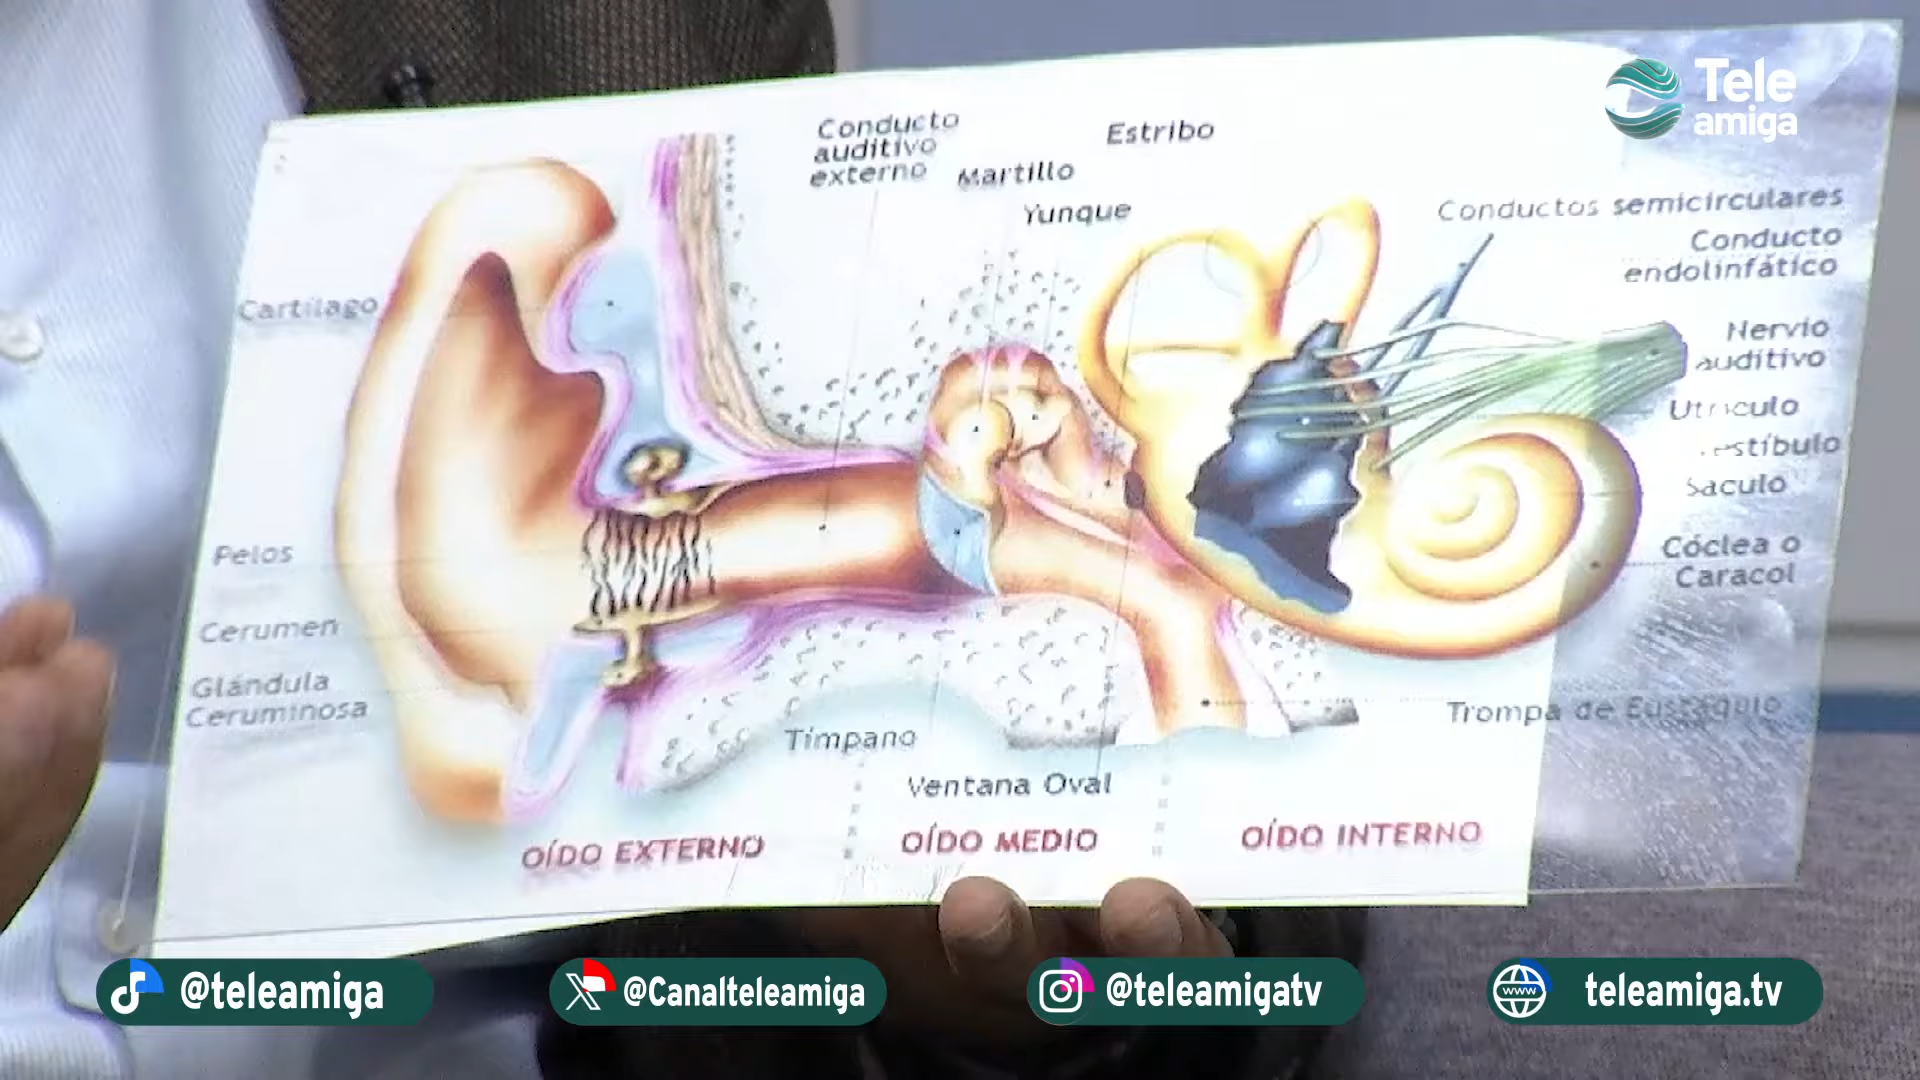 Tele
amiga
Conducto
auditivo
externo
Martillo
Yunque
Estribo
Conductos semicirculares
Conducto
endolinfático
Nervio
auditivo
Utrículo
Sáculo
Cóclea o
Caracol
Trompa de Eustaquio
Cartílago
Pelos
Cerumen
Glándula
Ceruminosa
Tímpano
Ventana Oval
OÍDO EXTERNO
OÍDO MEDIO
OÍDO INTERNO
@teleamiga
@Canalteleamiga
@teleamigatv
www
teleamiga.tv